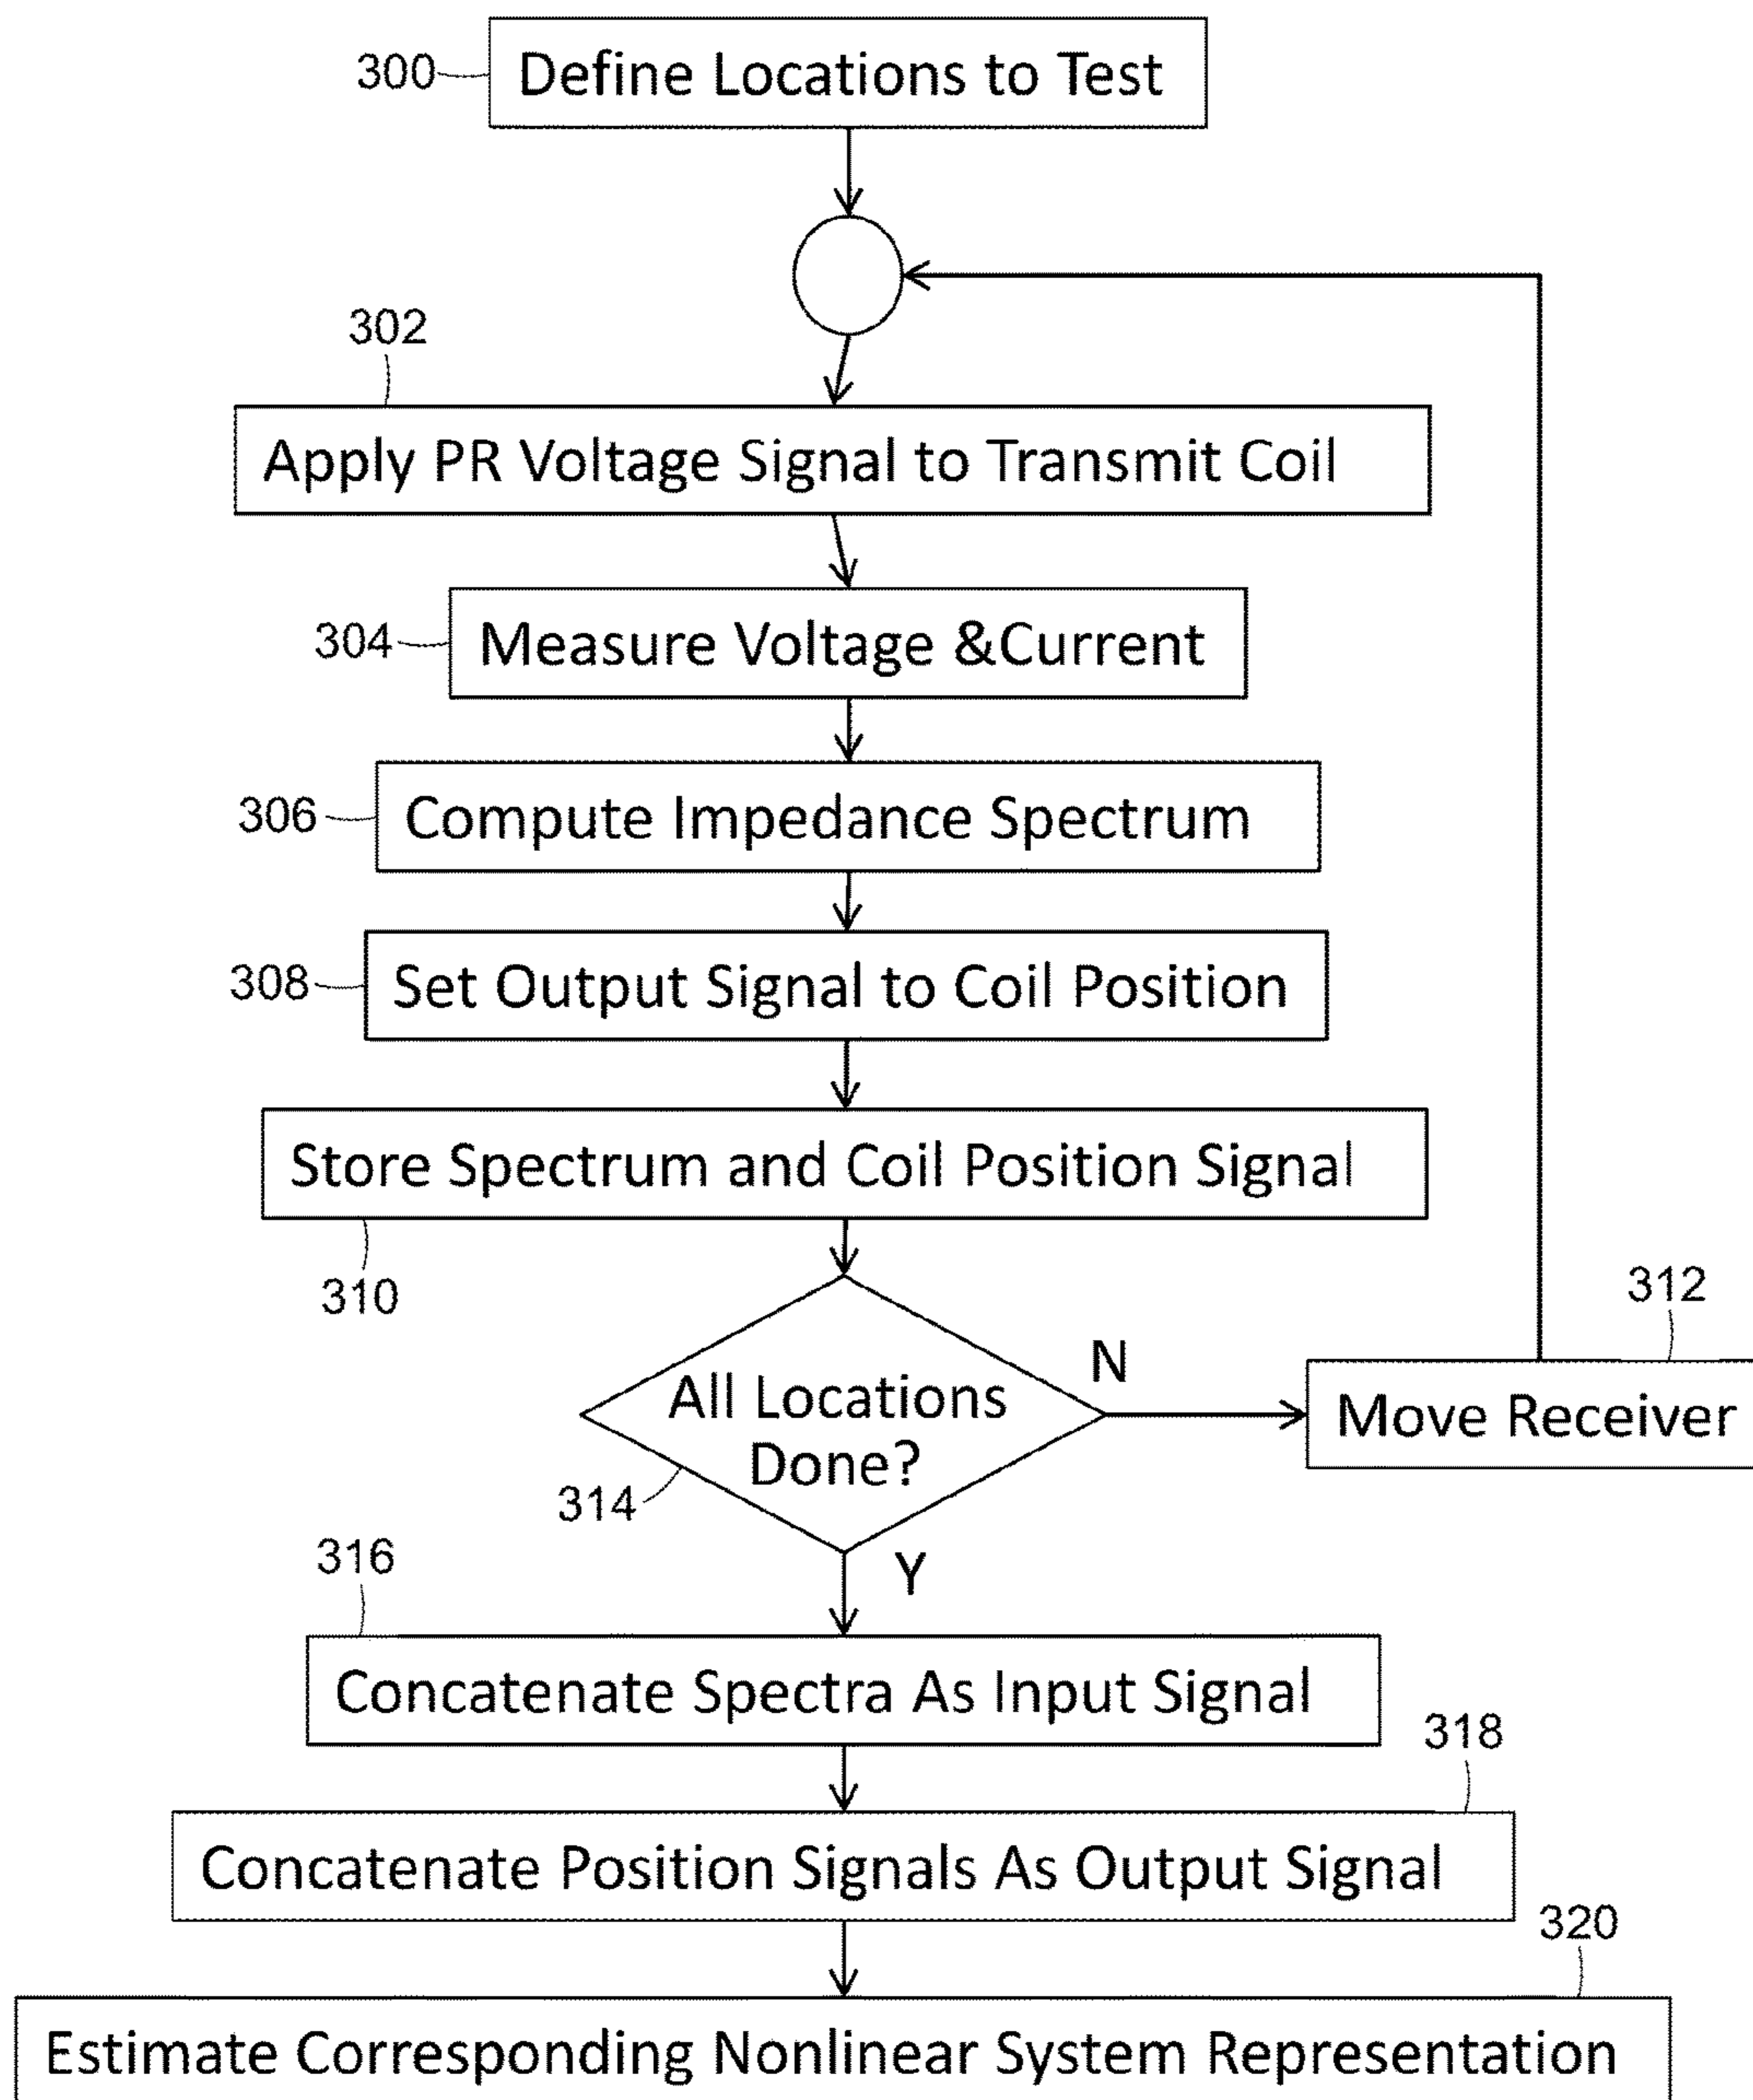 300
Define Locations to Test
302
Apply PR Voltage Signal to Transmit Coil
304
Measure Voltage &Current
306
Compute Impedance Spectrum
308
Set Output Signal to Coil Position
Store Spectrum and Coil Position Signal
310
312
N
All Locations
Done?
Move Receiver
314
316
Y
Concatenate Spectra As Input Signal
318
Concatenate Position Signals As Output Signal
320
Estimate Corresponding Nonlinear System Representation